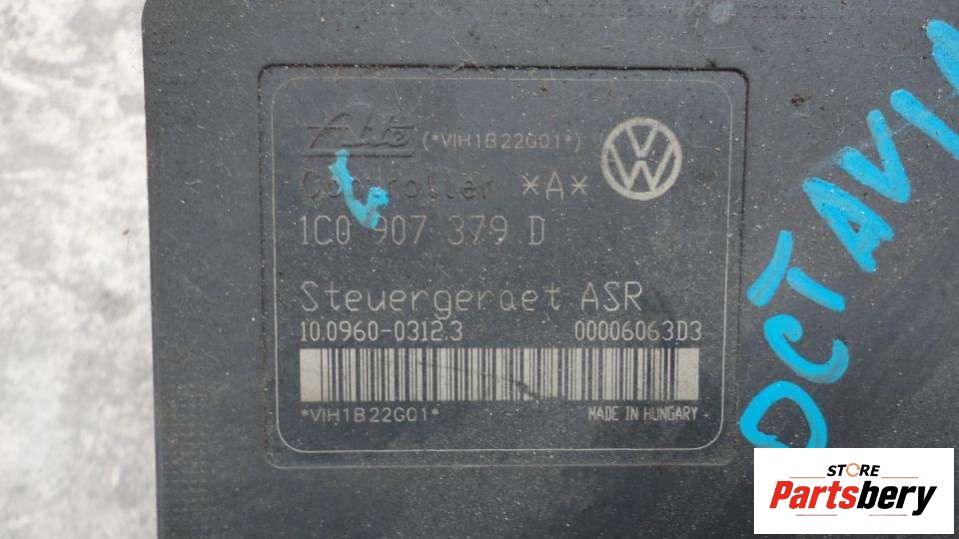 Ate (*VIH1B22G01*)
Controller *A*
1C0 907 379 D
Steuergeraet ASR
10.0960-0312.3 00006063D3
*VIH1B22G01*
MADE IN HUNGARY -
OCTAVIA
STORE
Partsbery